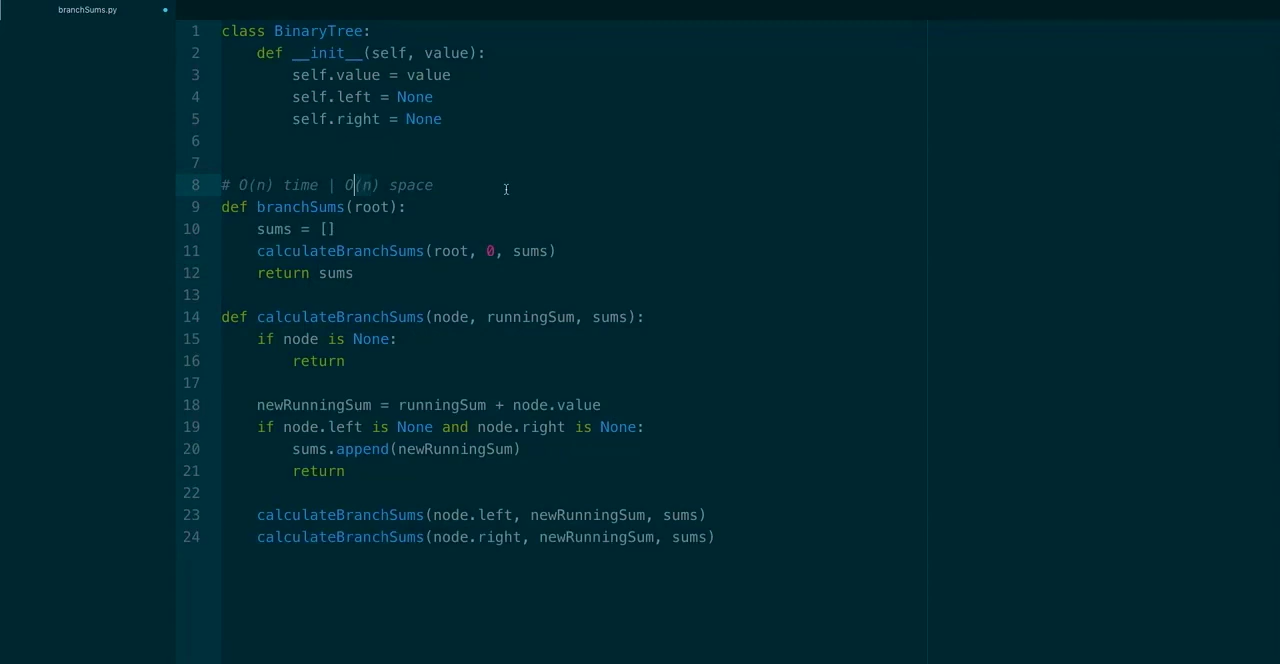 branchSums.py
1 class BinaryTree:
2     def __init__(self, value):
3         self.value = value
4         self.left = None
5         self.right = None
6
7
8 # O(n) time | O(n) space
9 def branchSums(root):
10     sums = []
11     calculateBranchSums(root, 0, sums)
12     return sums
13
14 def calculateBranchSums(node, runningSum, sums):
15     if node is None:
16         return
17
18     newRunningSum = runningSum + node.value
19     if node.left is None and node.right is None:
20         sums.append(newRunningSum)
21         return
22
23     calculateBranchSums(node.left, newRunningSum, sums)
24     calculateBranchSums(node.right, newRunningSum, sums)